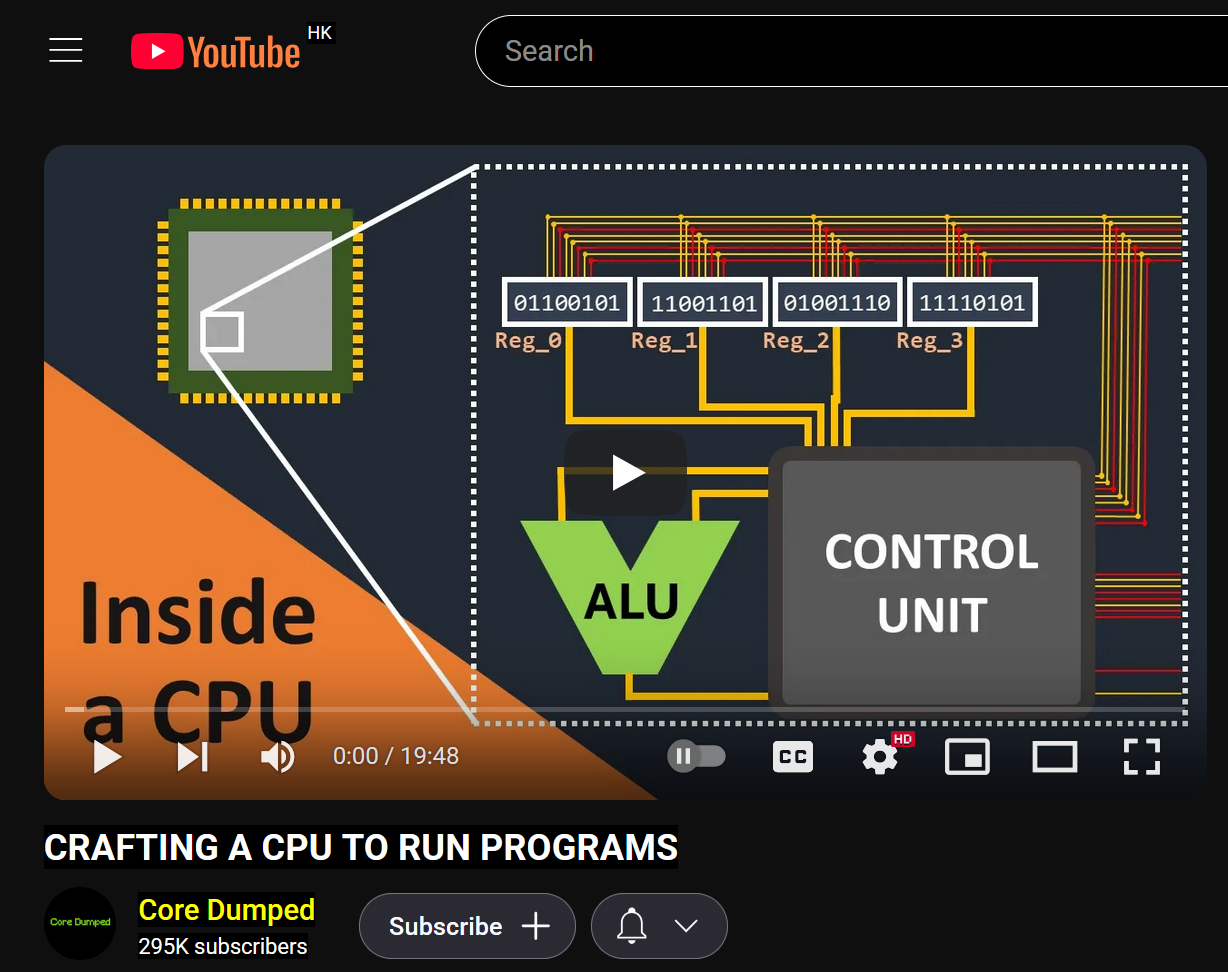 YouTube HK
Search
01100101 11001101 01001110 11110101
Reg_0 Reg_1 Reg_2 Reg_3
CONTROL
UNIT
ALU
Inside
a CPU
0:00 / 19:48
CC
HD
CRAFTING A CPU TO RUN PROGRAMS
Core Dumped
Core Dumped
295K subscribers
Subscribe